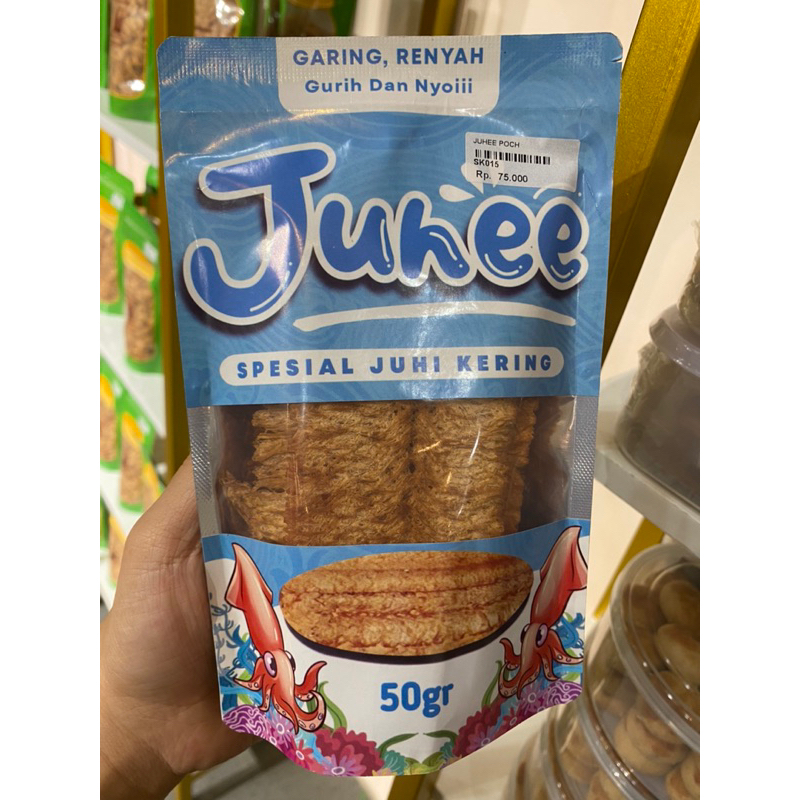 GARING, RENYAH
Gurih Dan Nyoiii
JUHEE POCH
SK015
Rp. 75.000
Juhee
SPESIAL JUHI KERING
50gr